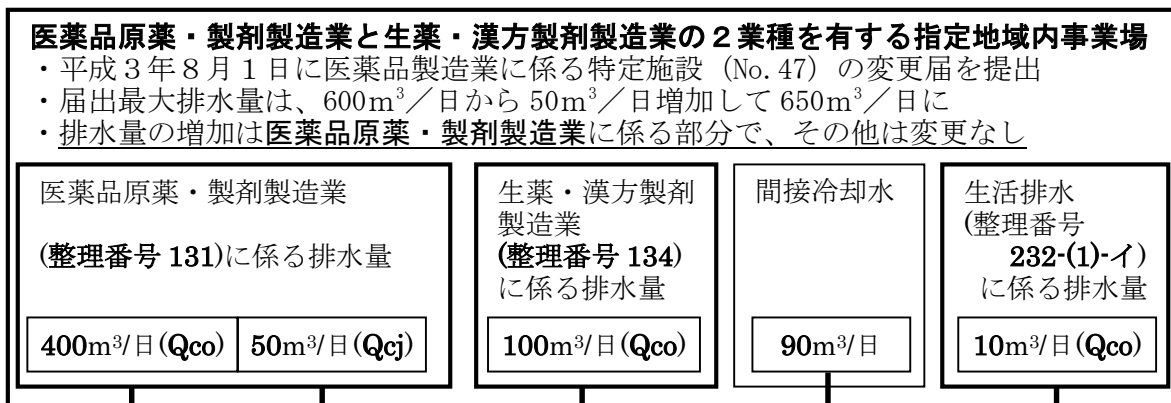 医薬品原薬・製剤製造業と生薬・漢方製剤製造業の２業種を有する指定地域内事業場
・平成３年８月１日に医薬品製造業に係る特定施設（No.47）の変更届を提出
・届出最大排水量は、600m³／日から 50m³／日増加して 650m³／日に
・排水量の増加は医薬品原薬・製剤製造業に係る部分で、その他は変更なし
医薬品原薬・製剤製造業
(整理番号 131)に係る排水量
400m³/日(Qco)
50m³/日(Qcj)
生薬・漢方製剤
製造業
(整理番号 134)
に係る排水量
100m³/日(Qco)
間接冷却水
90m³/日
生活排水
(整理番号
232-(1)-イ)
に係る排水量
10m³/日(Qco)